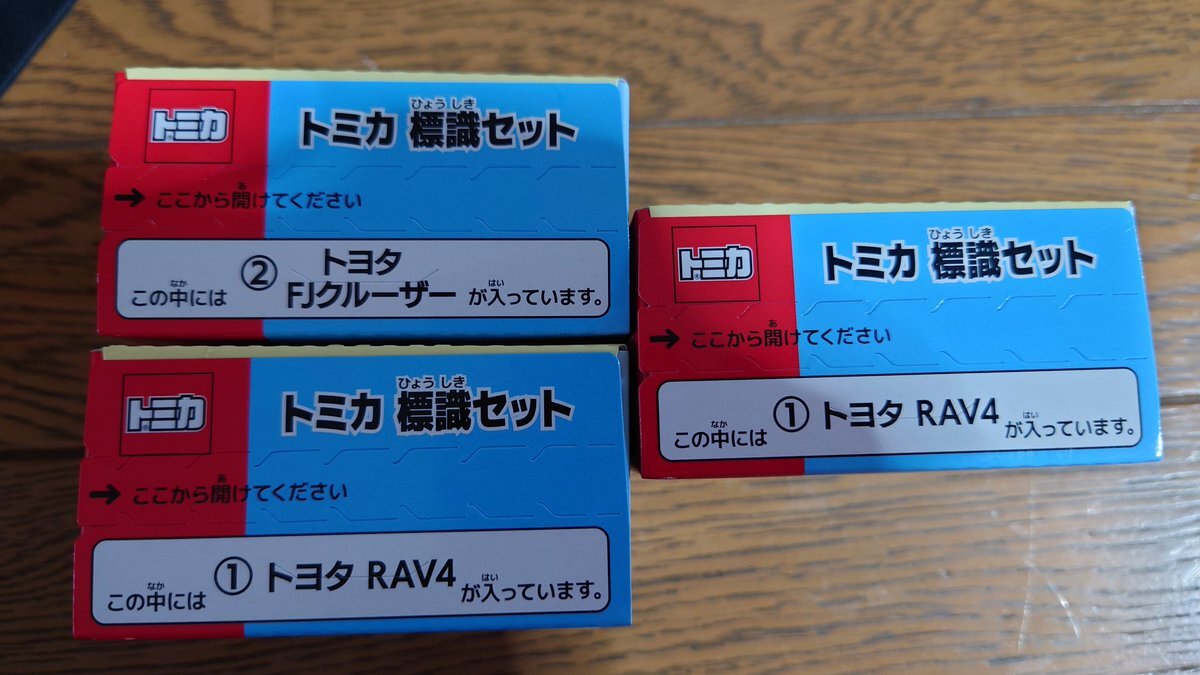 トミカ
ひょうしき
トミカ 標識セット
あ
→ ここから開けてください
② トヨタ
FJクルーザー
なか
はい
この中には が入っています。
トミカ
ひょうしき
トミカ 標識セット
あ
→ ここから開けてください
なか
はい
この中には ① トヨタ RAV4 が入っています。
トミカ
ひょうしき
トミカ 標識セット
あ
→ ここから開けてください
なか
はい
この中には ① トヨタ RAV4 が入っています。